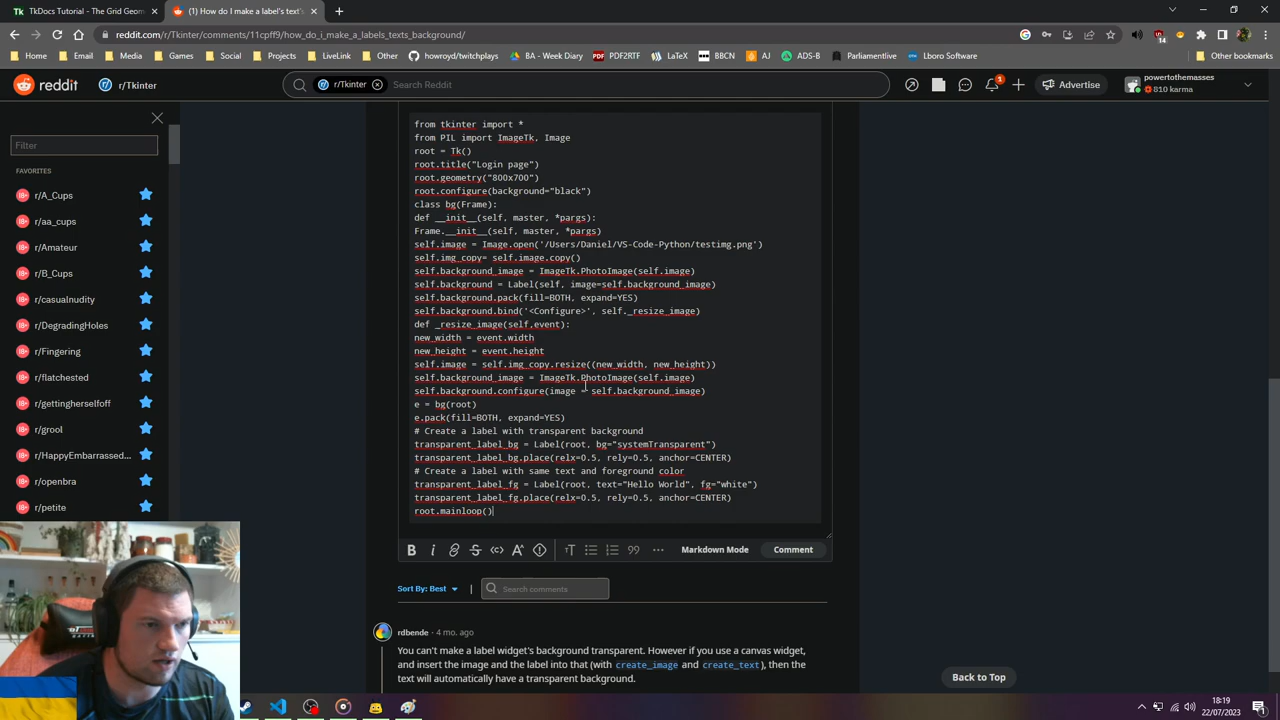 TkDocs Tutorial - The Grid Geom
(1) How do I make a label's text's
reddit.com/r/Tkinter/comments/11cpff9/how_do_i_make_a_labels_texts_background/
Home
Email
Media
Games
Social
Projects
LiveLink
Other
howroyd/twitchplays
BA - Week Diary
PDF2RTF
LaTeX
BBCN
AJ
ADS-B
Parliamentlive
Lboro Specialist
Other bookmarks
reddit
r/Tkinter
r/Tkinter
Search Reddit
1
Advertise
powertothemasses
810 karma
Filter
FAVORITES
r/A_Cups
r/aa_cups
r/Amateur
r/B_Cups
r/casualnudity
r/DegradingHoles
r/Fingering
r/flatchested
r/gettingherselfoff
r/grool
r/HappyEmbarrassed...
r/openbra
r/petite
from tkinter import *
from PIL import ImageTk, Image
root = Tk()
root.title("Login page")
root.geometry("800x700")
root.configure(background="black")
class bg(Frame):
def __init__(self, master, *pargs):
Frame.__init__(self, master, *pargs)
self.image = Image.open('/Users/Daniel/VS-Code-Python/testimg.png')
self.img_copy= self.image.copy()
self.background_image = ImageTk.PhotoImage(self.image)
self.background = Label(self, image=self.background_image)
self.background.pack(fill=BOTH, expand=YES)
self.background.bind('<Configure>', self._resize_image)
def _resize_image(self,event):
new_width = event.width
new_height = event.height
self.image = self.img_copy.resize((new_width, new_height))
self.background_image = ImageTk.PhotoImage(self.image)
self.background.configure(image = self.background_image)
e = bg(root)
e.pack(fill=BOTH, expand=YES)
# Create a label with transparent background
transparent_label_bg = Label(root, bg="systemTransparent")
transparent_label_bg.place(relx=0.5, rely=0.5, anchor=CENTER)
# Create a label with same text and foreground color
transparent_label_fg = Label(root, text="Hello World", fg="white")
transparent_label_fg.place(relx=0.5, rely=0.5, anchor=CENTER)
root.mainloop()
Markdown Mode
Comment
Sort By: Best
Search comments
rdbende · 4 mo. ago
You can't make a label widget's background transparent. However if you use a canvas widget,
and insert the image and the label into that (with create_image and create_text), then the
text will automatically have a transparent background.
Back to Top
18:19
22/07/2023